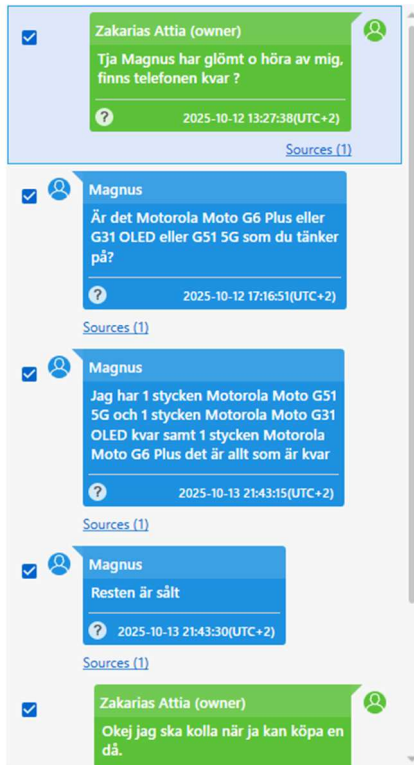 Zakarias Attia (owner)
Tja Magnus har glömt o höra av mig,
finns telefonen kvar ?
?
2025-10-12 13:27:38(UTC+2)
Sources (1)
Magnus
Är det Motorola Moto G6 Plus eller
G31 OLED eller G51 5G som du tänker
på?
?
2025-10-12 17:16:51(UTC+2)
Sources (1)
Magnus
Jag har 1 stycken Motorola Moto G51
5G och 1 stycken Motorola Moto G31
OLED kvar samt 1 stycken Motorola
Moto G6 Plus det är allt som är kvar
?
2025-10-13 21:43:15(UTC+2)
Sources (1)
Magnus
Resten är sålt
?
2025-10-13 21:43:30(UTC+2)
Sources (1)
Zakarias Attia (owner)
Okej jag ska kolla när ja kan köpa en
då.